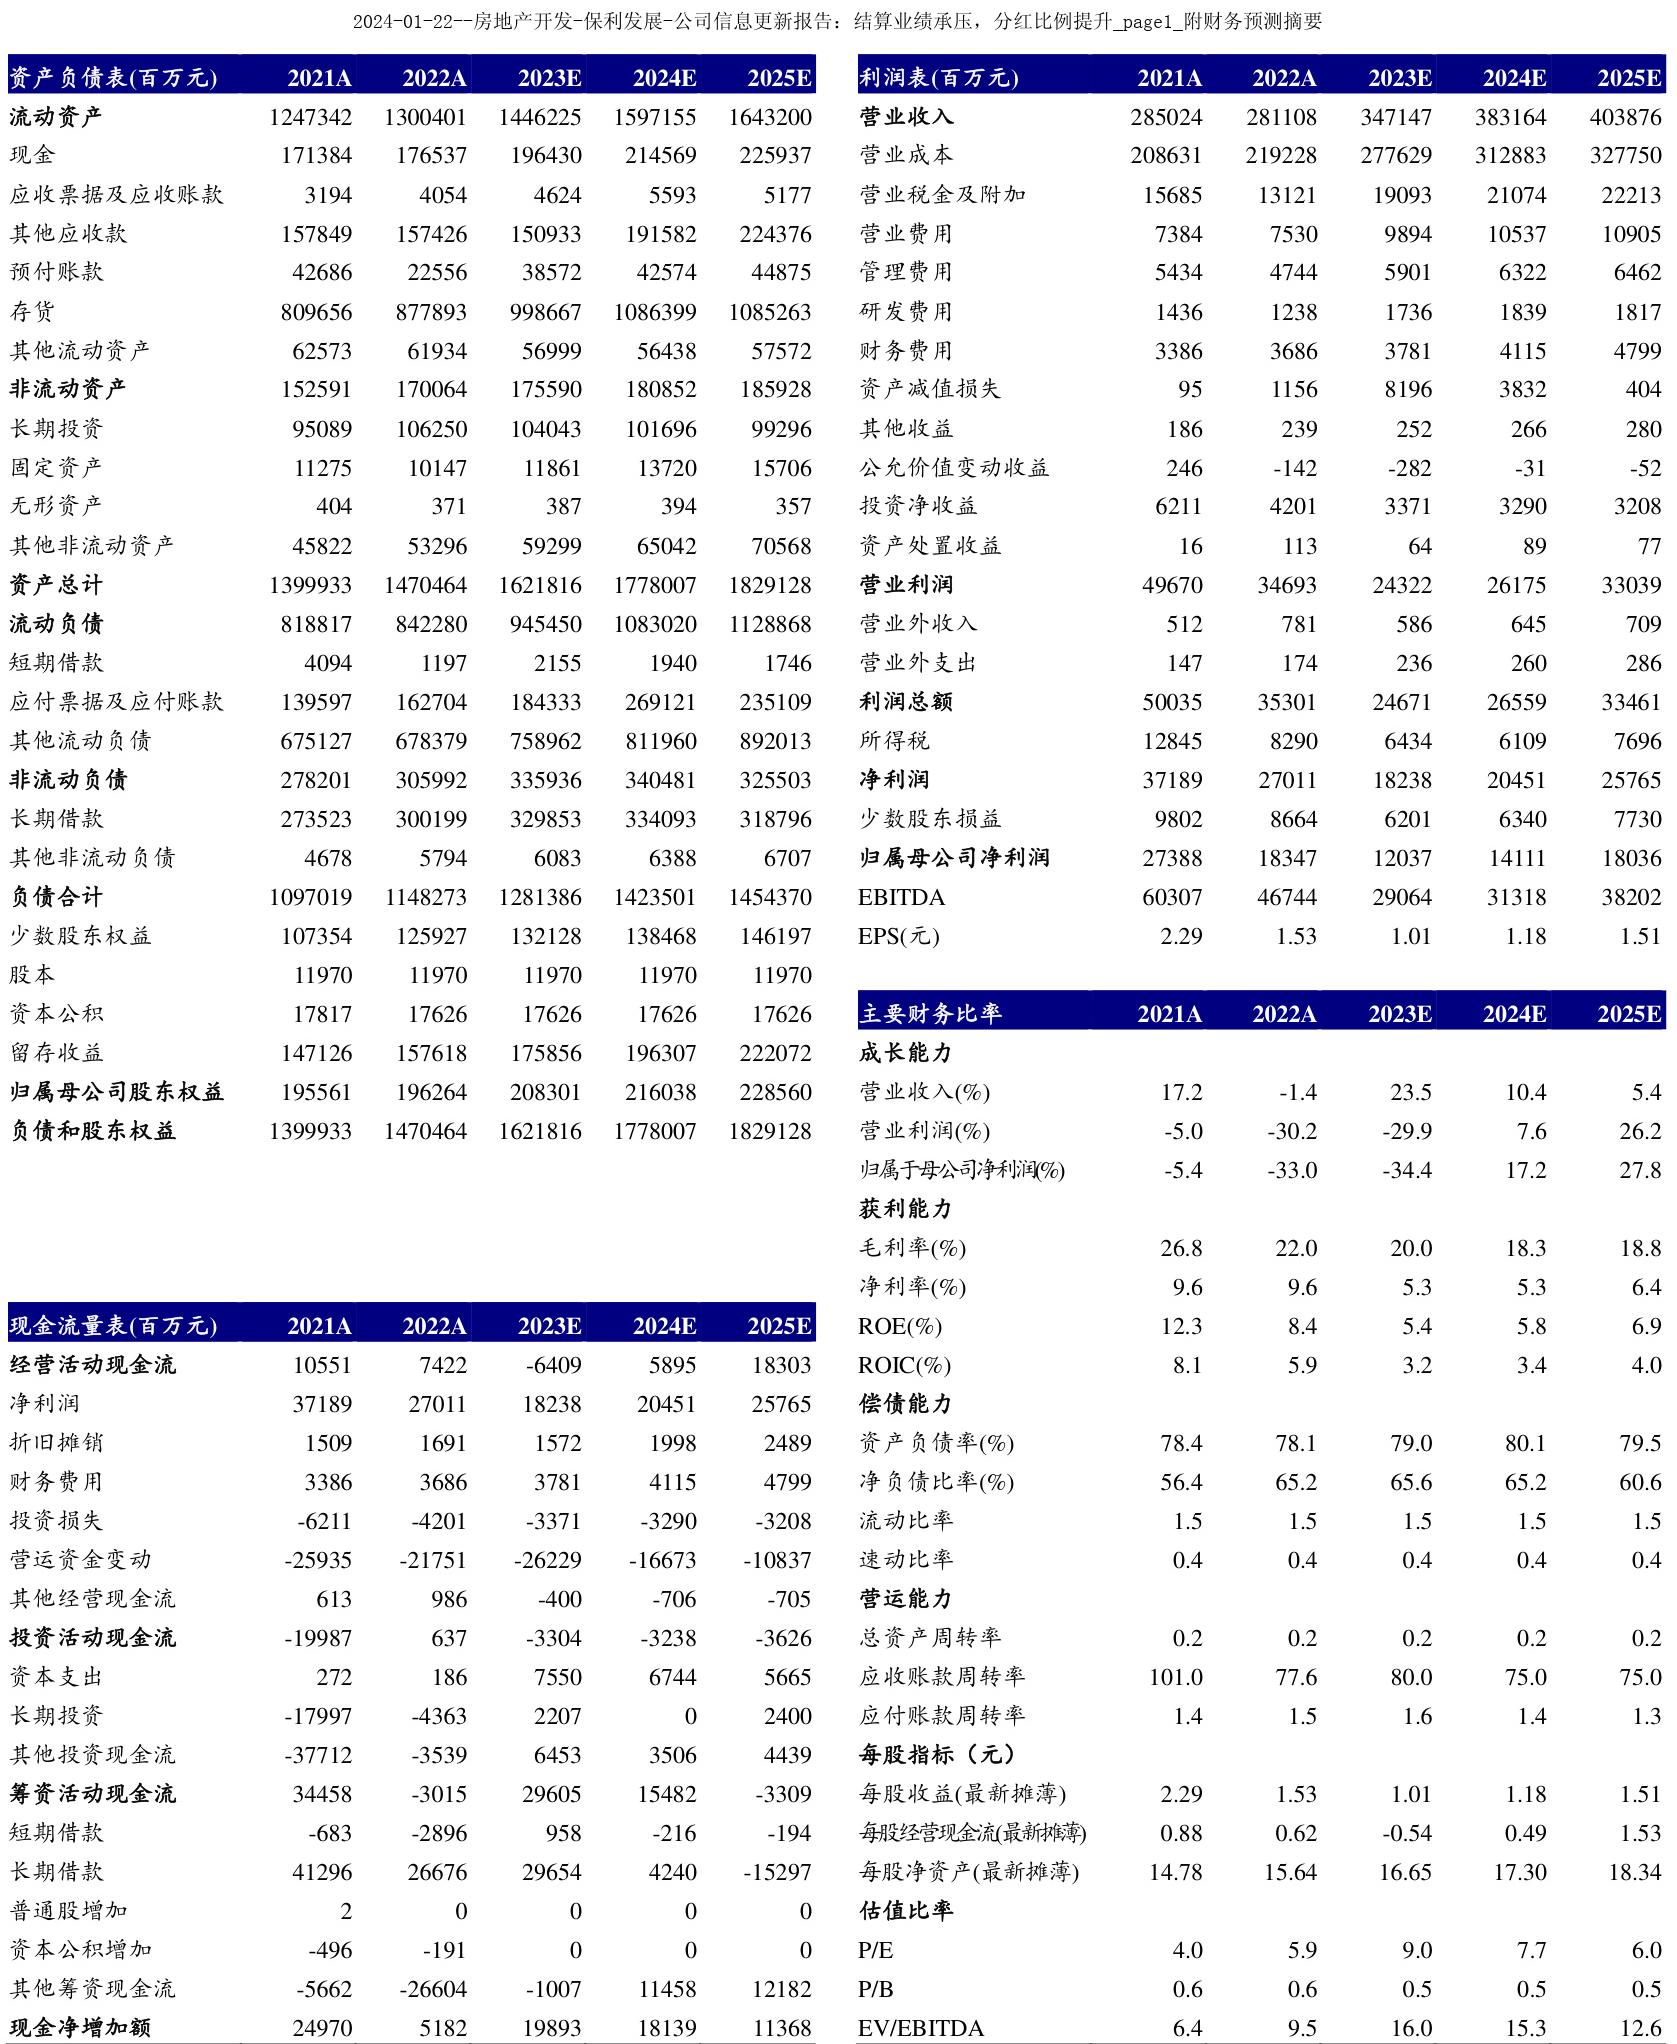 2024-01-22--房地产开发-保利发展-公司信息更新报告：结算业绩承压，分红比例提升_page1_附财务预测摘要
资产负债表(百万元) 2021A 2022A 2023E 2024E 2025E
流动资产 1247342 1300401 1446225 1597155 1643200
现金 171384 176537 196430 214569 225937
应收票据及应收账款 3194 4054 4624 5593 5177
其他应收款 157849 157426 150933 191582 224376
预付账款 42686 22556 38572 42574 44875
存货 809656 877893 998667 1086399 1085263
其他流动资产 62573 61934 56999 56438 57572
非流动资产 152591 170064 175590 180852 185928
长期投资 95089 106250 104043 101696 99296
固定资产 11275 10147 11861 13720 15706
无形资产 404 371 387 394 357
其他非流动资产 45822 53296 59299 65042 70568
资产总计 1399933 1470464 1621816 1778007 1829128
流动负债 818817 842280 945450 1083020 1128868
短期借款 4094 1197 2155 1940 1746
应付票据及应付账款 139597 162704 184333 269121 235109
其他流动负债 675127 678379 758962 811960 892013
非流动负债 278201 305992 335936 340481 325503
长期借款 273523 300199 329853 334093 318796
其他非流动负债 4678 5794 6083 6388 6707
负债合计 1097019 1148273 1281386 1423501 1454370
少数股东权益 107354 125927 132128 138468 146197
股本 11970 11970 11970 11970 11970
资本公积 17817 17626 17626 17626 17626
留存收益 147126 157618 175856 196307 222072
归属母公司股东权益 195561 196264 208301 216038 228560
负债和股东权益 1399933 1470464 1621816 1778007 1829128
现金流量表(百万元) 2021A 2022A 2023E 2024E 2025E
经营活动现金流 10551 7422 -6409 5895 18303
净利润 37189 27011 18238 20451 25765
折旧摊销 1509 1691 1572 1998 2489
财务费用 3386 3686 3781 4115 4799
投资损失 -6211 -4201 -3371 -3290 -3208
营运资金变动 -25935 -21751 -26229 -16673 -10837
其他经营现金流 613 986 -400 -706 -705
投资活动现金流 -19987 637 -3304 -3238 -3626
资本支出 272 186 7550 6744 5665
长期投资 -17997 -4363 2207 0 2400
其他投资现金流 -37712 -3539 6453 3506 4439
筹资活动现金流 34458 -3015 29605 15482 -3309
短期借款 -683 -2896 958 -216 -194
长期借款 41296 26676 29654 4240 -15297
普通股增加 2 0 0 0 0
资本公积增加 -496 -191 0 0 0
其他筹资现金流 -5662 -26604 -1007 11458 12182
现金净增加额 24970 5182 19893 18139 11368
利润表(百万元) 2021A 2022A 2023E 2024E 2025E
营业收入 285024 281108 347147 383164 403876
营业成本 208631 219228 277629 312883 327750
营业税金及附加 15685 13121 19093 21074 22213
营业费用 7384 7530 9894 10537 10905
管理费用 5434 4744 5901 6322 6462
研发费用 1436 1238 1736 1839 1817
财务费用 3386 3686 3781 4115 4799
资产减值损失 95 1156 8196 3832 404
其他收益 186 239 252 266 280
公允价值变动收益 246 -142 -282 -31 -52
投资净收益 6211 4201 3371 3290 3208
资产处置收益 16 113 64 89 77
营业利润 49670 34693 24322 26175 33039
营业外收入 512 781 586 645 709
营业外支出 147 174 236 260 286
利润总额 50035 35301 24671 26559 33461
所得税 12845 8290 6434 6109 7696
净利润 37189 27011 18238 20451 25765
少数股东损益 9802 8664 6201 6340 7730
归属母公司净利润 27388 18347 12037 14111 18036
EBITDA 60307 46744 29064 31318 38202
EPS(元) 2.29 1.53 1.01 1.18 1.51
主要财务比率 2021A 2022A 2023E 2024E 2025E
成长能力
营业收入(%) 17.2 -1.4 23.5 10.4 5.4
营业利润(%) -5.0 -30.2 -29.9 7.6 26.2
归属于母公司净利润(%) -5.4 -33.0 -34.4 17.2 27.8
获利能力
毛利率(%) 26.8 22.0 20.0 18.3 18.8
净利率(%) 9.6 9.6 5.3 5.3 6.4
ROE(%) 12.3 8.4 5.4 5.8 6.9
ROIC(%) 8.1 5.9 3.2 3.4 4.0
偿债能力
资产负债率(%) 78.4 78.1 79.0 80.1 79.5
净负债比率(%) 56.4 65.2 65.6 65.2 60.6
流动比率 1.5 1.5 1.5 1.5 1.5
速动比率 0.4 0.4 0.4 0.4 0.4
营运能力
总资产周转率 0.2 0.2 0.2 0.2 0.2
应收账款周转率 101.0 77.6 80.0 75.0 75.0
应付账款周转率 1.4 1.5 1.6 1.4 1.3
每股指标（元）
每股收益(最新摊薄) 2.29 1.53 1.01 1.18 1.51
每股经营现金流(最新摊薄) 0.88 0.62 -0.54 0.49 1.53
每股净资产(最新摊薄) 14.78 15.64 16.65 17.30 18.34
估值比率
P/E 4.0 5.9 9.0 7.7 6.0
P/B 0.6 0.6 0.5 0.5 0.5
EV/EBITDA 6.4 9.5 16.0 15.3 12.6